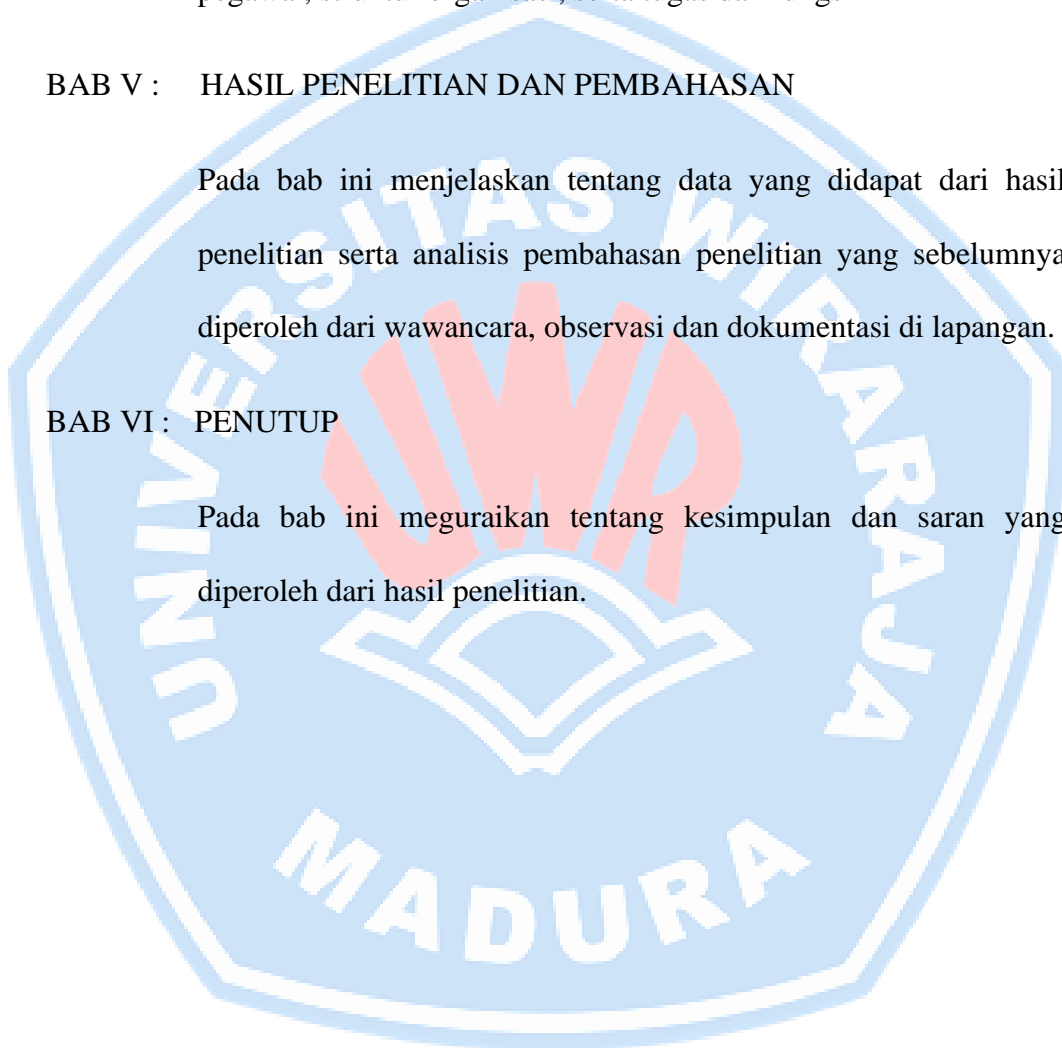 BAB V : HASIL PENELITIAN DAN PEMBAHASAN
Pada bab ini menjelaskan tentang data yang didapat dari hasil
penelitian serta analisis pembahasan penelitian yang sebelumnya
diperoleh dari wawancara, observasi dan dokumentasi di lapangan.
BAB VI : PENUTUP
Pada bab ini meguraikan tentang kesimpulan dan saran yang
diperoleh dari hasil penelitian.
UNIVERSITAS WIRARAJA
UWR
MADURA